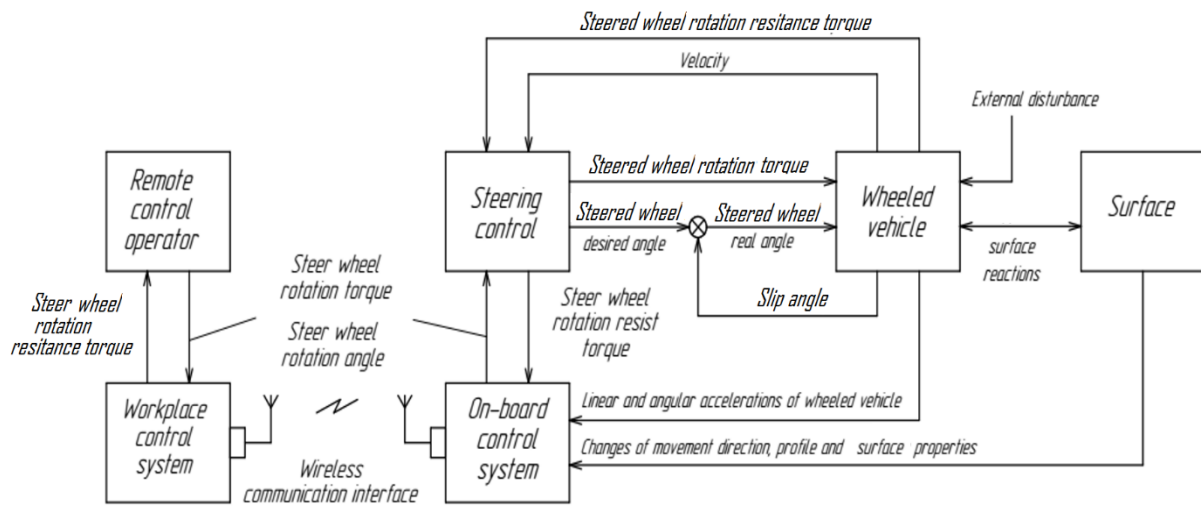 Steered wheel rotation resitance torque
Velocity
External disturbance
Remote
control
operator
Steering
control
Steered wheel rotation torque
Steered wheel
desired angle
Steered wheel
real angle
Wheeled
vehicle
surface
reactions
Surface
Steer wheel
rotation
resitance torque
Steer wheel
rotation torque
Steer wheel
rotation angle
Steer wheel
rotation resist
torque
Slip angle
Workplace
control
system
Wireless
communication interface
On-board
control
system
Linear and angular accelerations of wheeled vehicle
Changes of movement direction, profile and surface properties